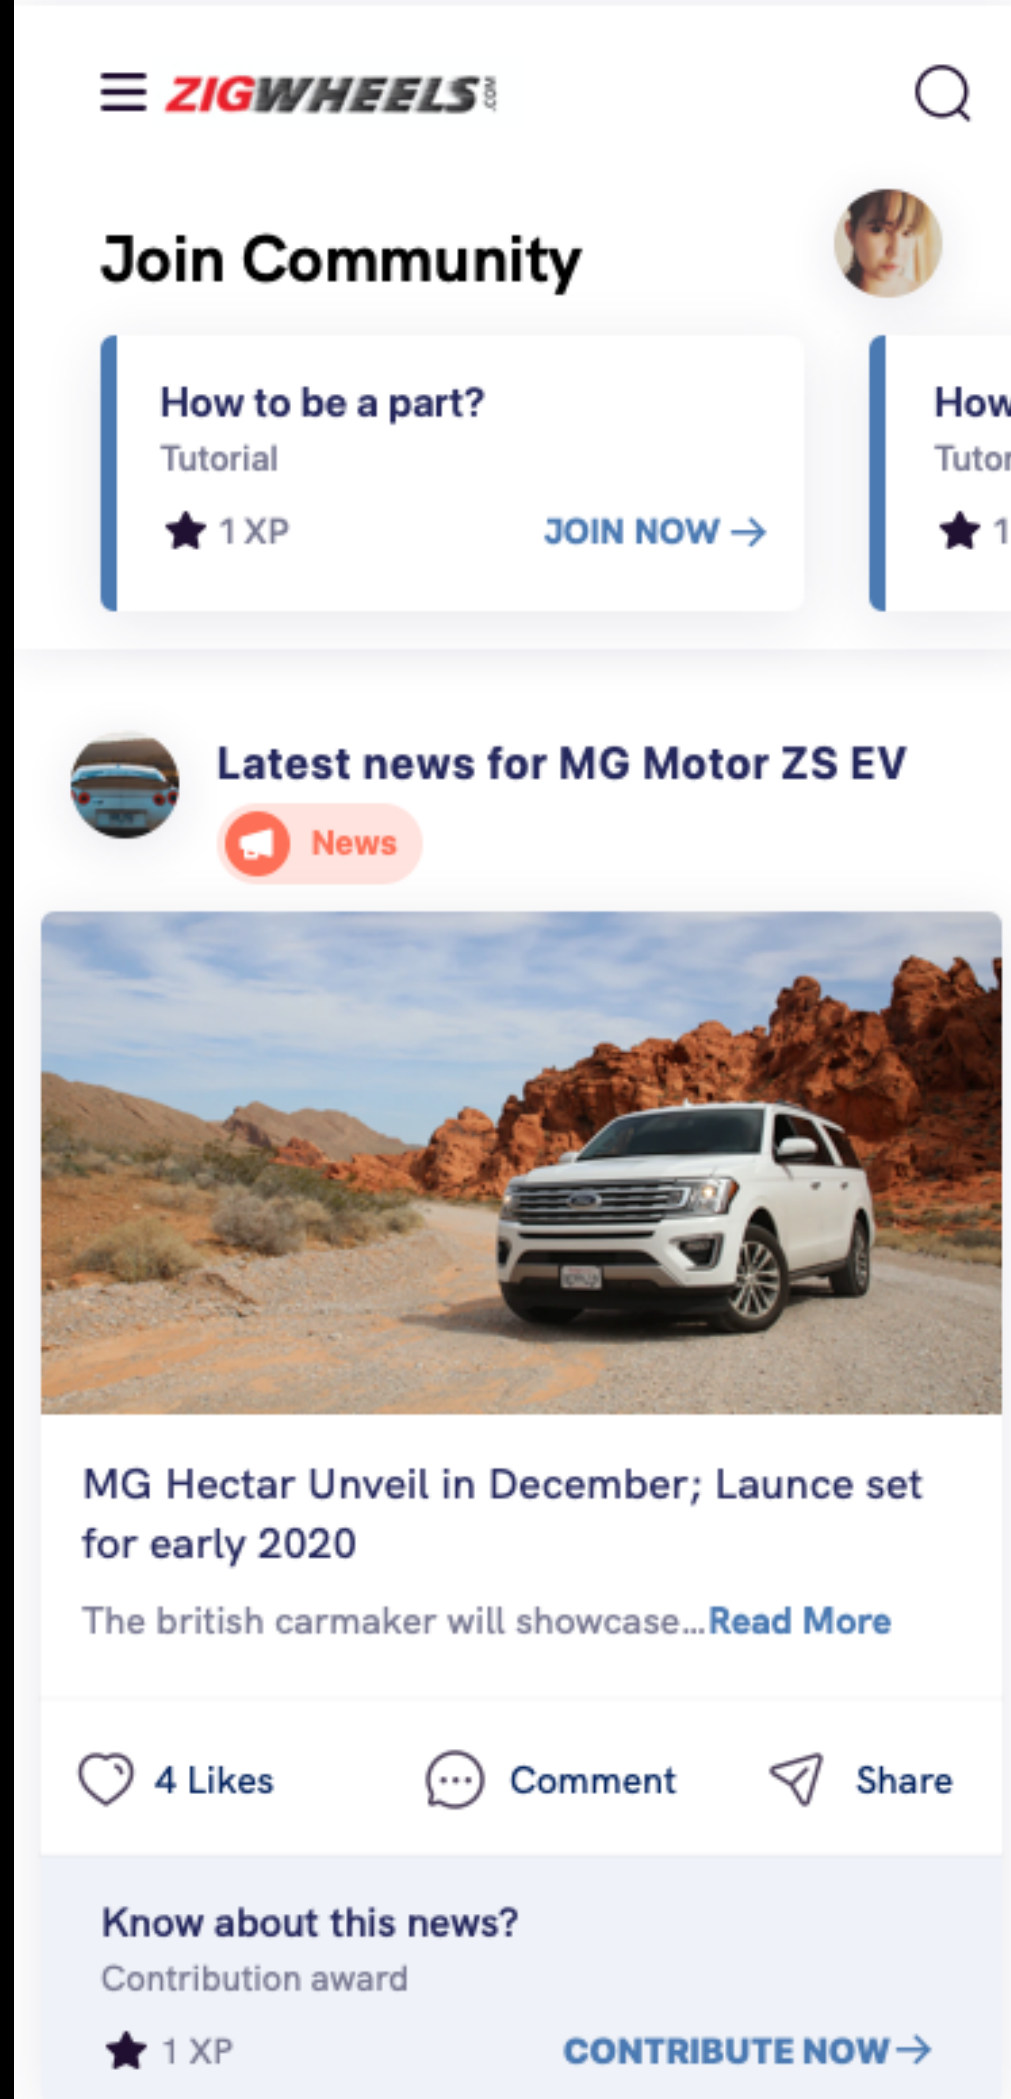 ZIGWHEELS.COM
Join Community
How to be a part?
Tutorial
1 XP
JOIN NOW →
How
Tutor
1
Latest news for MG Motor ZS EV
News
MG Hectar Unveil in December; Launce set
for early 2020
The british carmaker will showcase...Read More
4 Likes
Comment
Share
Know about this news?
Contribution award
1 XP
CONTRIBUTE NOW→